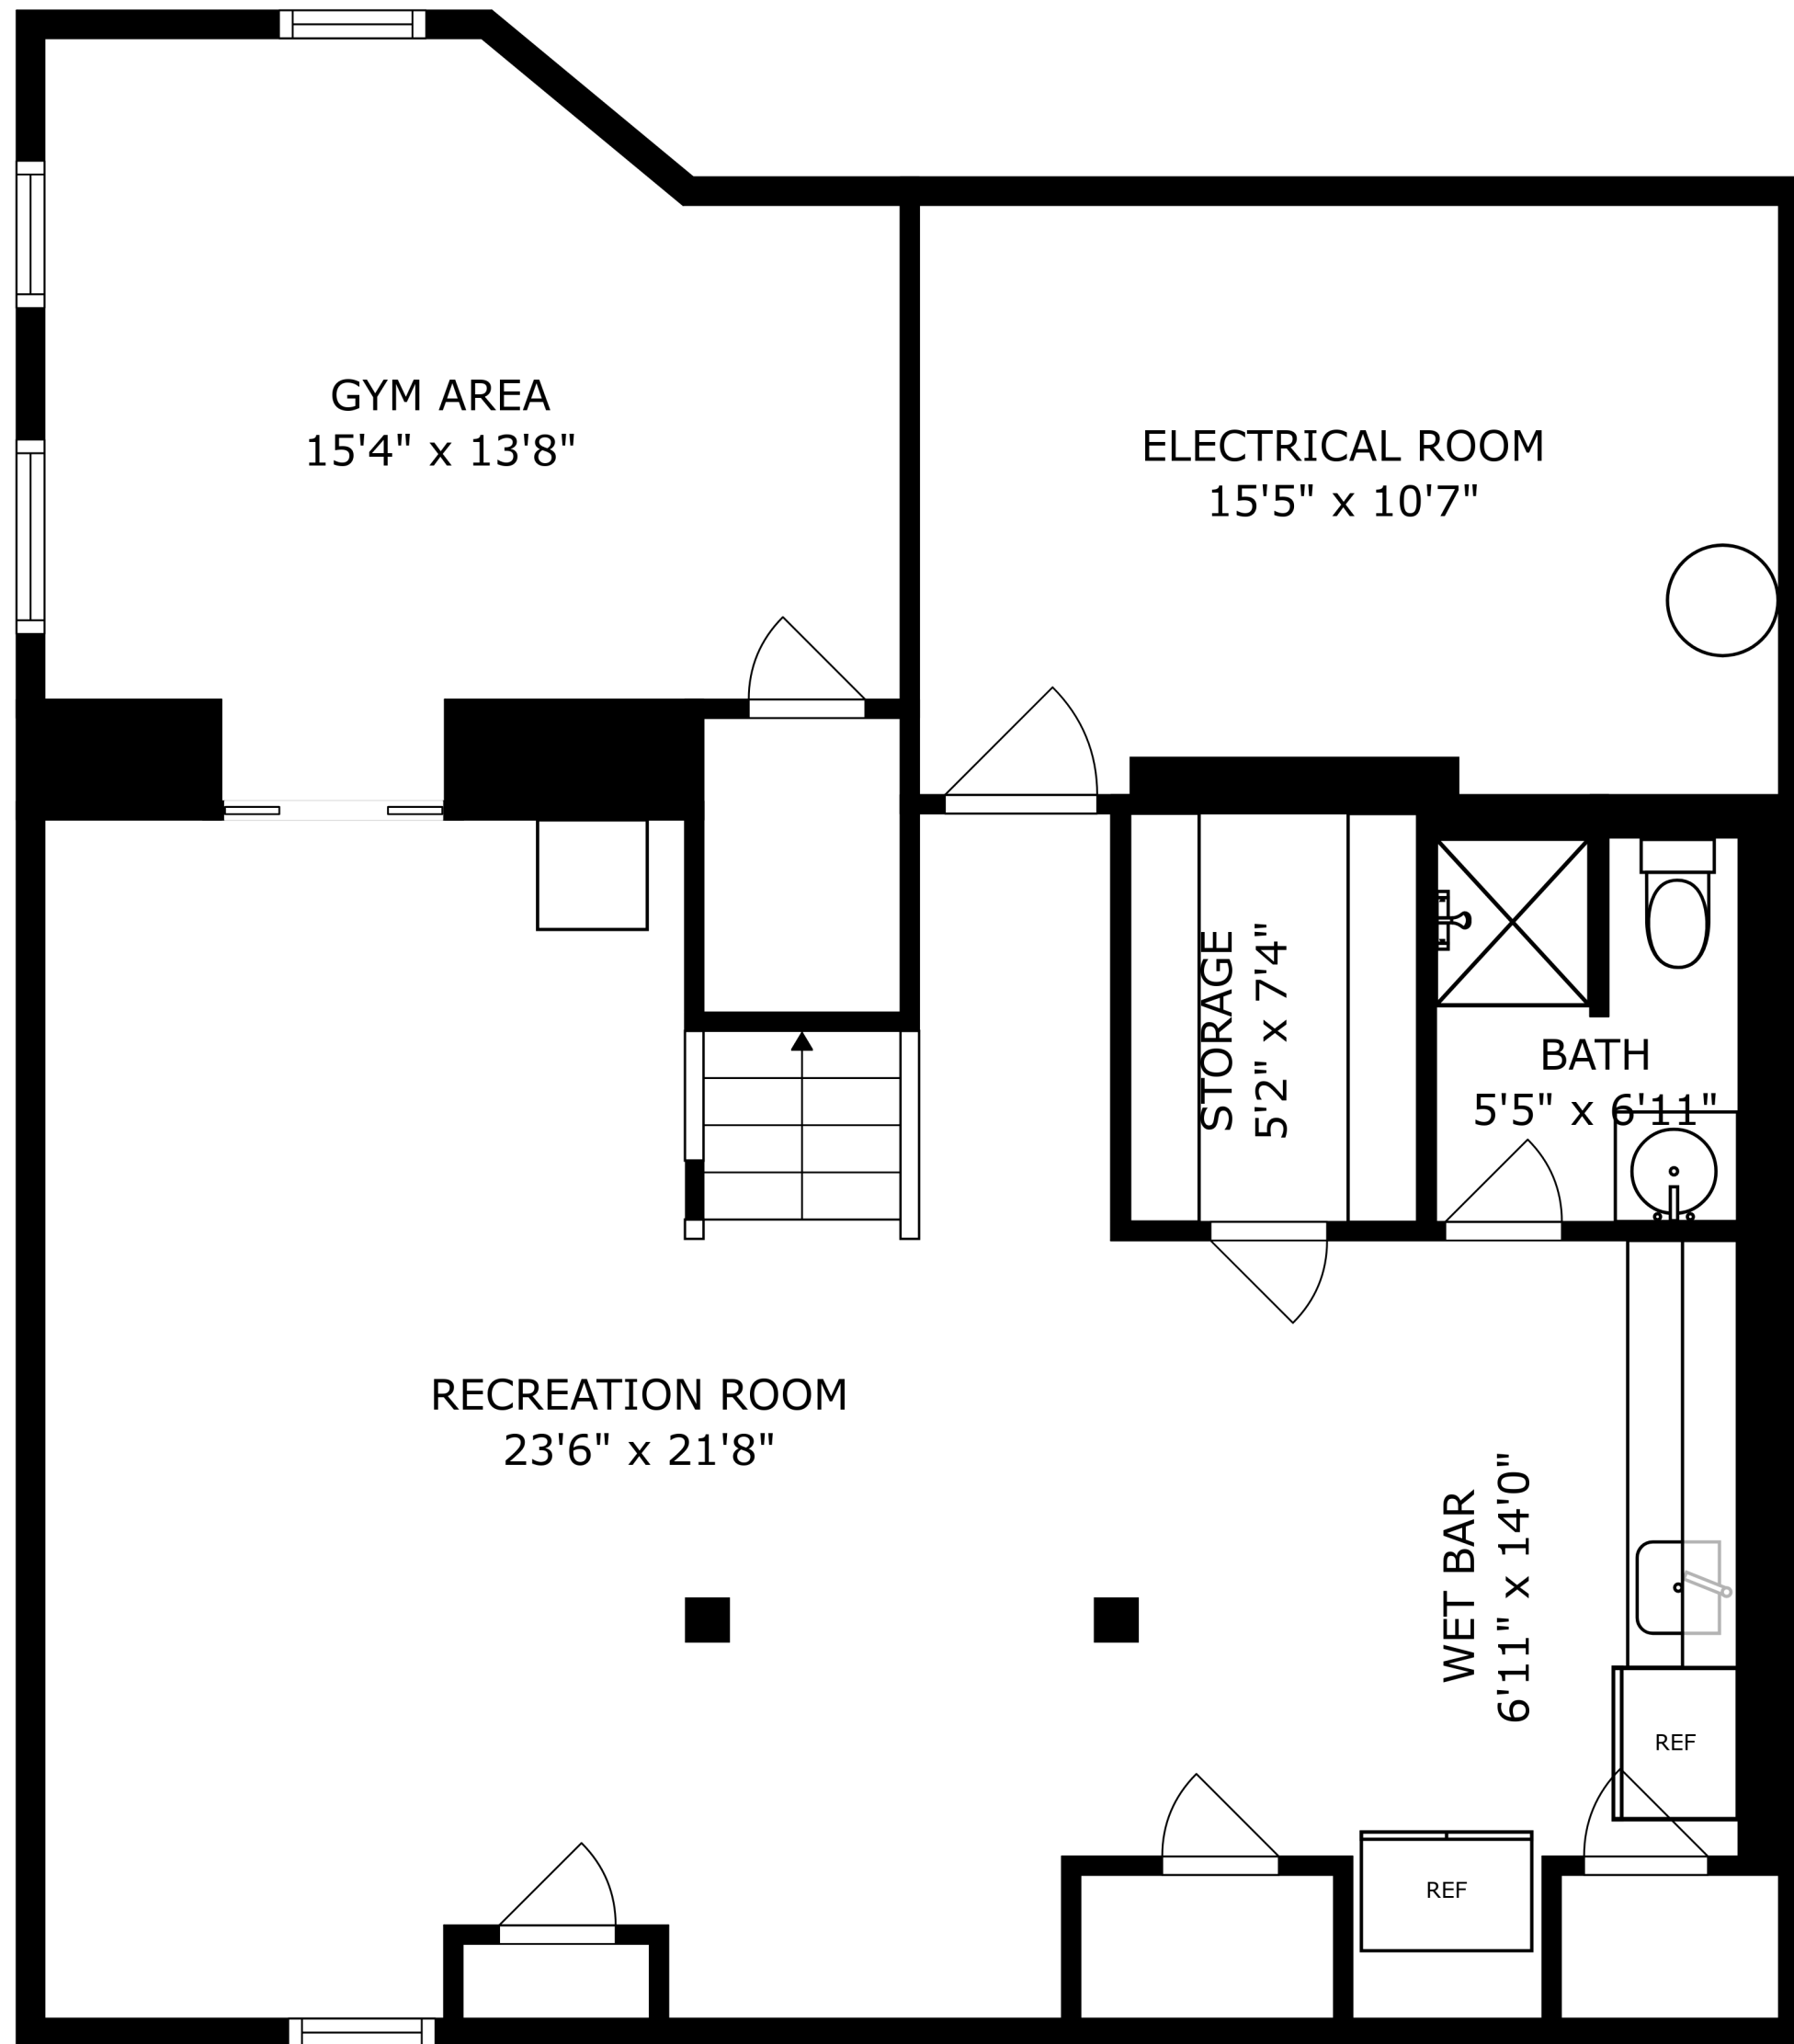 GYM AREA
15'4" x 13'8"
ELECTRICAL ROOM
15'5" x 10'7"
STORAGE
5'2" x 7'4"
BATH
5'5" x 6'11"
RECREATION ROOM
23'6" x 21'8"
WET BAR
6'11" x 14'0"
REF
REF